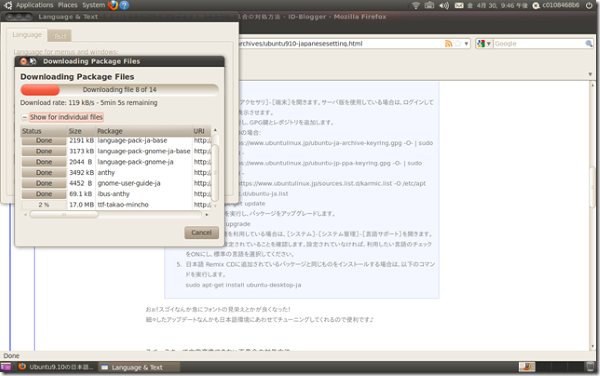 Applications Places System
金 4月 30, 9:46 午後
c0108468b6
Language & Text
合の対処方法 - IO-Blogger - Mozilla Firefox
Language Text
Language for menus and windows:
archives/ubuntu910-japanesesetting.html
Google
Downloading Package Files
Downloading Package Files
Downloading file 8 of 14
Download rate: 119 kB/s - 5min 5s remaining
Show for individual files
Status Size Package URI
Done 2191 kB language-pack-ja-base http:/
Done 3173 kB language-pack-gnome-ja-base http:/
Done 2044 B language-pack-gnome-ja http:/
Done 3492 kB anthy http:/
Done 4452 B gnome-user-guide-ja http:/
Done 69.1 kB ibus-anthy http:/
2 % 17.0 MB ttf-takao-mincho http:/
Cancel
アクセサリ]-[端末]を開きます。サーバ版を使用している場合は、ログインして
表示させます。
し、GPG鍵とレポジトリを追加します。
の場合:
www.ubuntulinux.jp/ubuntu-ja-archive-keyring.gpg -O- | sudo
www.ubuntulinux.jp/ubuntu-jp-ppa-keyring.gpg -O- | sudo
https://www.ubuntulinux.jp/sources.list.d/karmic.list -O /etc/apt
.d/ubuntu-ja.list
get update
を実行し、パッケージをアップグレードします。
upgrade
を利用している場合は、[システム]-[システム管理]-[言語サポート]を開きます。
設定されていることを確認します。設定されていなければ、利用したい言語のチェック
をONにし、標準の言語を選択してください。
5. 日本語 Remix CDに追加されているパッケージと同じものをインストールする場合は、以下のコマン
ドを実行します。
sudo apt-get install ubuntu-desktop-ja
おぉ!スゴイなんか急にフォントの見栄えとかが良くなった!
細々したアップデートなんかも日本語環境にあわせてチューニングしてくれるので便利です♪
Done
Ubuntu9.10の日本語...
Language & Text